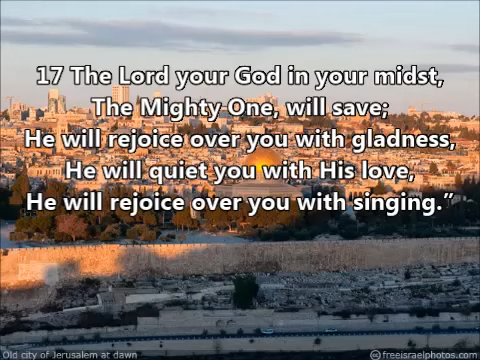 17 The Lord your God in your midst,
The Mighty One, will save;
He will rejoice over you with gladness,
He will quiet you with His love,
He will rejoice over you with singing.”
Old city of Jerusalem at dawn
cc freeisraelphotos.com